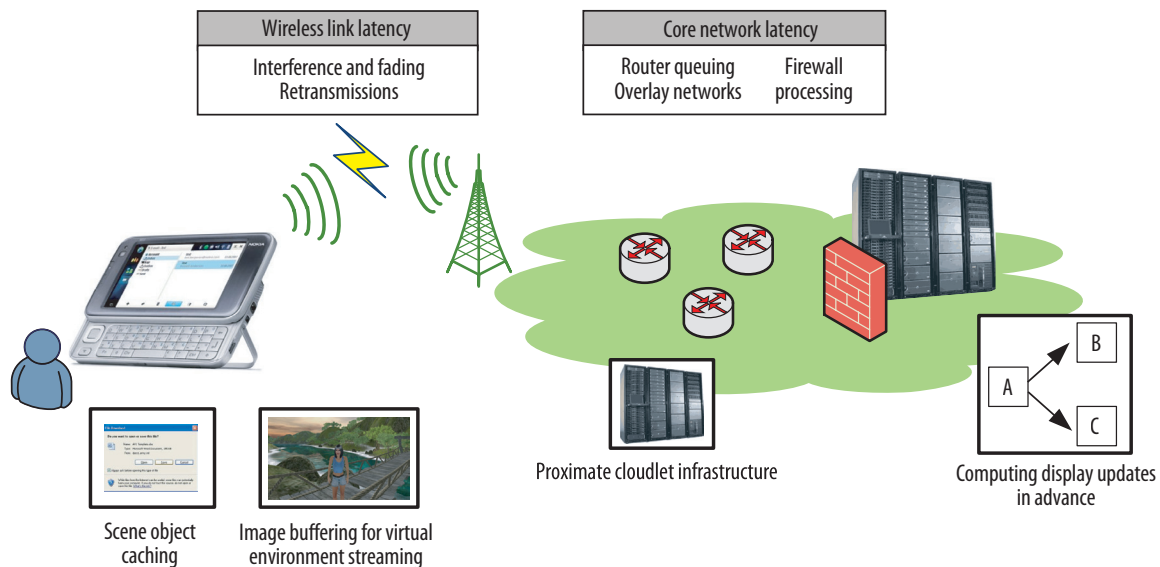 Wireless link latency
Interference and fading
Retransmissions
Core network latency
Router queuing
Overlay networks
Firewall
processing
NOKIA
A
B
C
Proximate cloudlet infrastructure
Computing display updates
in advance
Scene object
caching
Image buffering for virtual
environment streaming